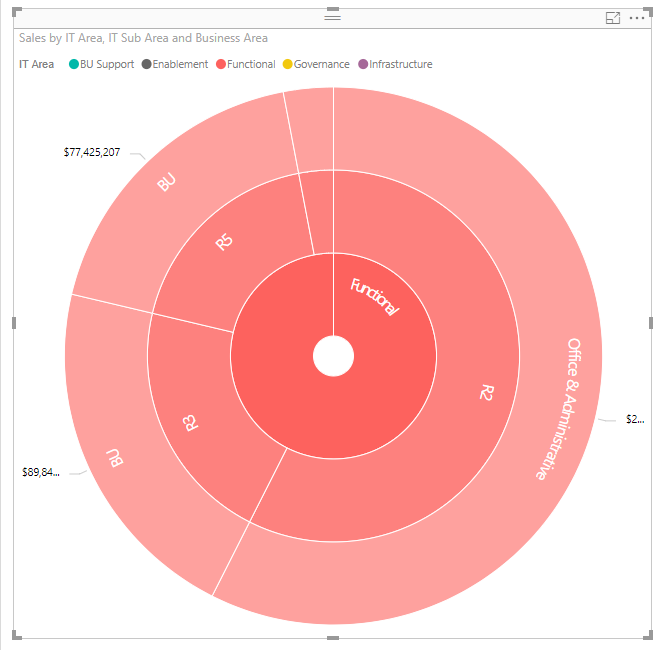 Sales by IT Area, IT Sub Area and Business Area
IT Area BU Support Enablement Functional Governance Infrastructure
$77,425,207
BU
R5
Functional
Office & Administrative
R2
$2...
R3
BU
$89,84...